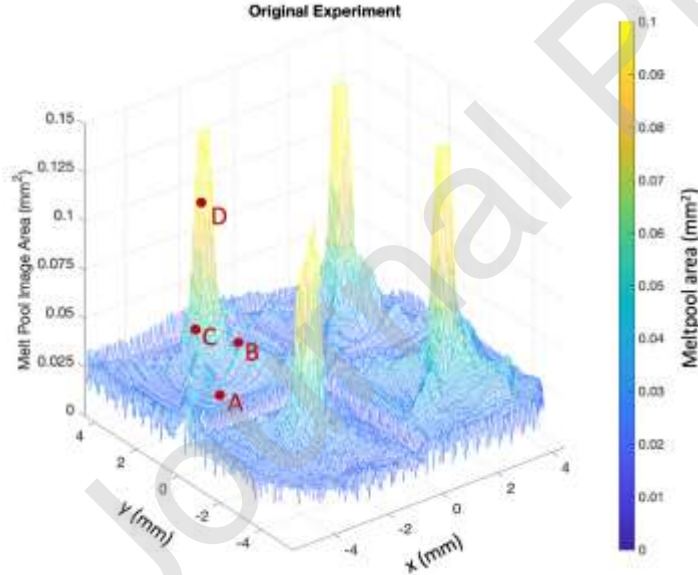 Original Experiment
0.15
0.125
0.1
0.075
0.05
0.025
0
Melt Pool Image Area (mm²)
D
C
B
A
4
2
0
-2
-4
y (mm)
-4
-2
0
2
4
x (mm)
0.1
0.09
0.08
0.07
0.06
0.05
0.04
0.03
0.02
0.01
0
Meltpool area (mm²)
Journal P